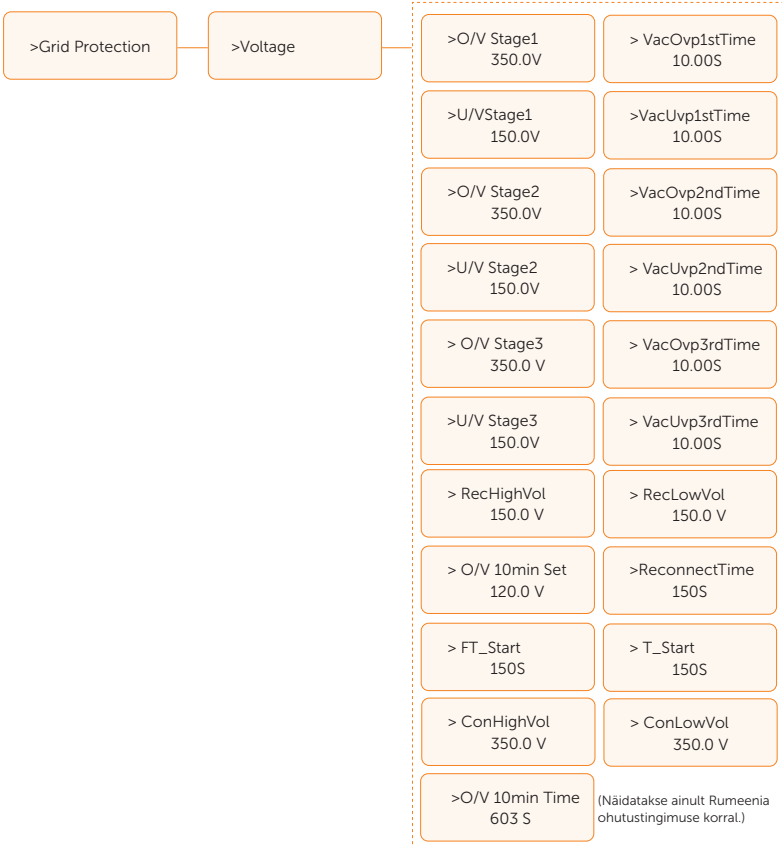 >Grid Protection
>Voltage
>O/V Stage1
350.0V
> VacOvp1stTime
10.00S
>U/VStage1
150.0V
>VacUvp1stTime
10.00S
>O/V Stage2
350.0V
>VacOvp2ndTime
10.00S
>U/V Stage2
150.0V
> VacUvp2ndTime
10.00S
> O/V Stage3
350.0 V
> VacOvp3rdTime
10.00S
>U/V Stage3
150.0V
> VacUvp3rdTime
10.00S
> RecHighVol
150.0 V
> RecLowVol
150.0 V
> O/V 10min Set
120.0 V
>ReconnectTime
150S
> FT_Start
150S
> T_Start
150S
> ConHighVol
350.0 V
> ConLowVol
350.0 V
>O/V 10min Time
603 S
(Näidatakse ainult Rumeenia
ohutustingimuse korral.)